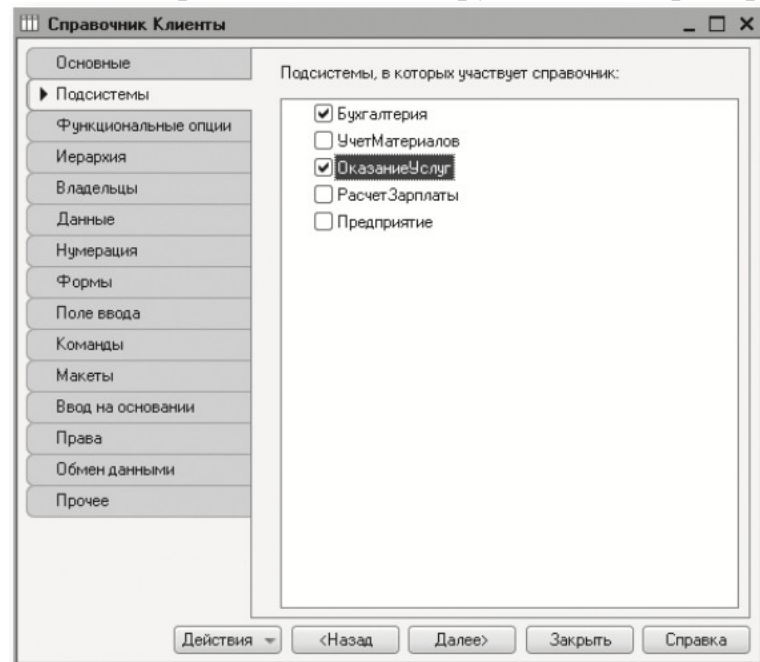 Справочник Клиенты
Основные
Подсистемы
Функциональные опции
Иерархия
Владельцы
Данные
Нумерация
Формы
Поле ввода
Команды
Макеты
Ввод на основании
Права
Обмен данными
Прочее
Подсистемы, в которых участвует справочник:
Бухгалтерия
УчетМатериалов
ОказаниеУслуг
РасчетЗарплаты
Предприятие
Действия
<Назад
Далее>
Закрыть
Справка